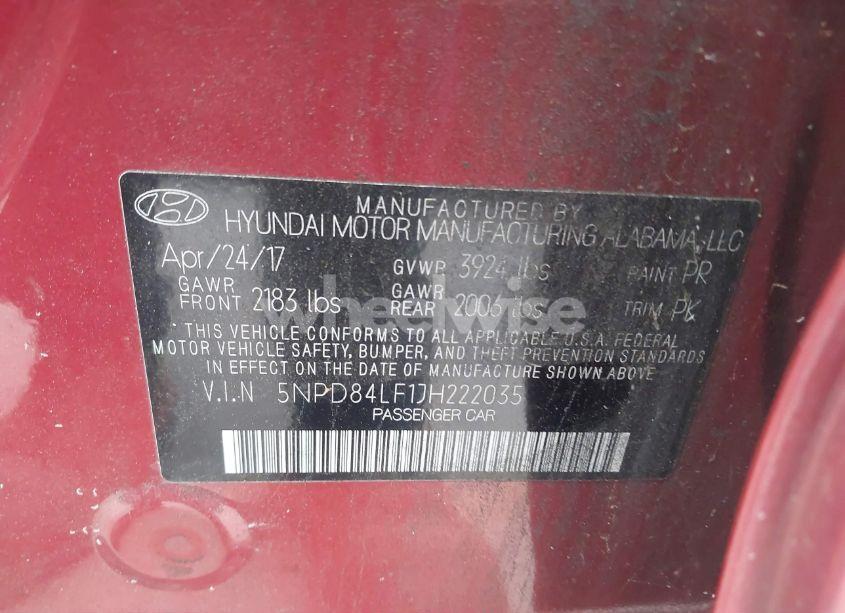 MANUFACTURED BY
HYUNDAI MOTOR MANUFACTURING ALABAMA, LLC
Apr/24/17 GVWR 3924 lbs PAINT PR
GAWR FRONT 2183 lbs GAWR REAR 2006 lbs TRIM PK
THIS VEHICLE CONFORMS TO ALL APPLICABLE U.S.A. FEDERAL
MOTOR VEHICLE SAFETY, BUMPER, AND THEFT PREVENTION STANDARDS
IN EFFECT ON THE DATE OF MANUFACTURE SHOWN ABOVE
V.I.N 5NPD84LF1JH222035
PASSENGER CAR
wheelwise